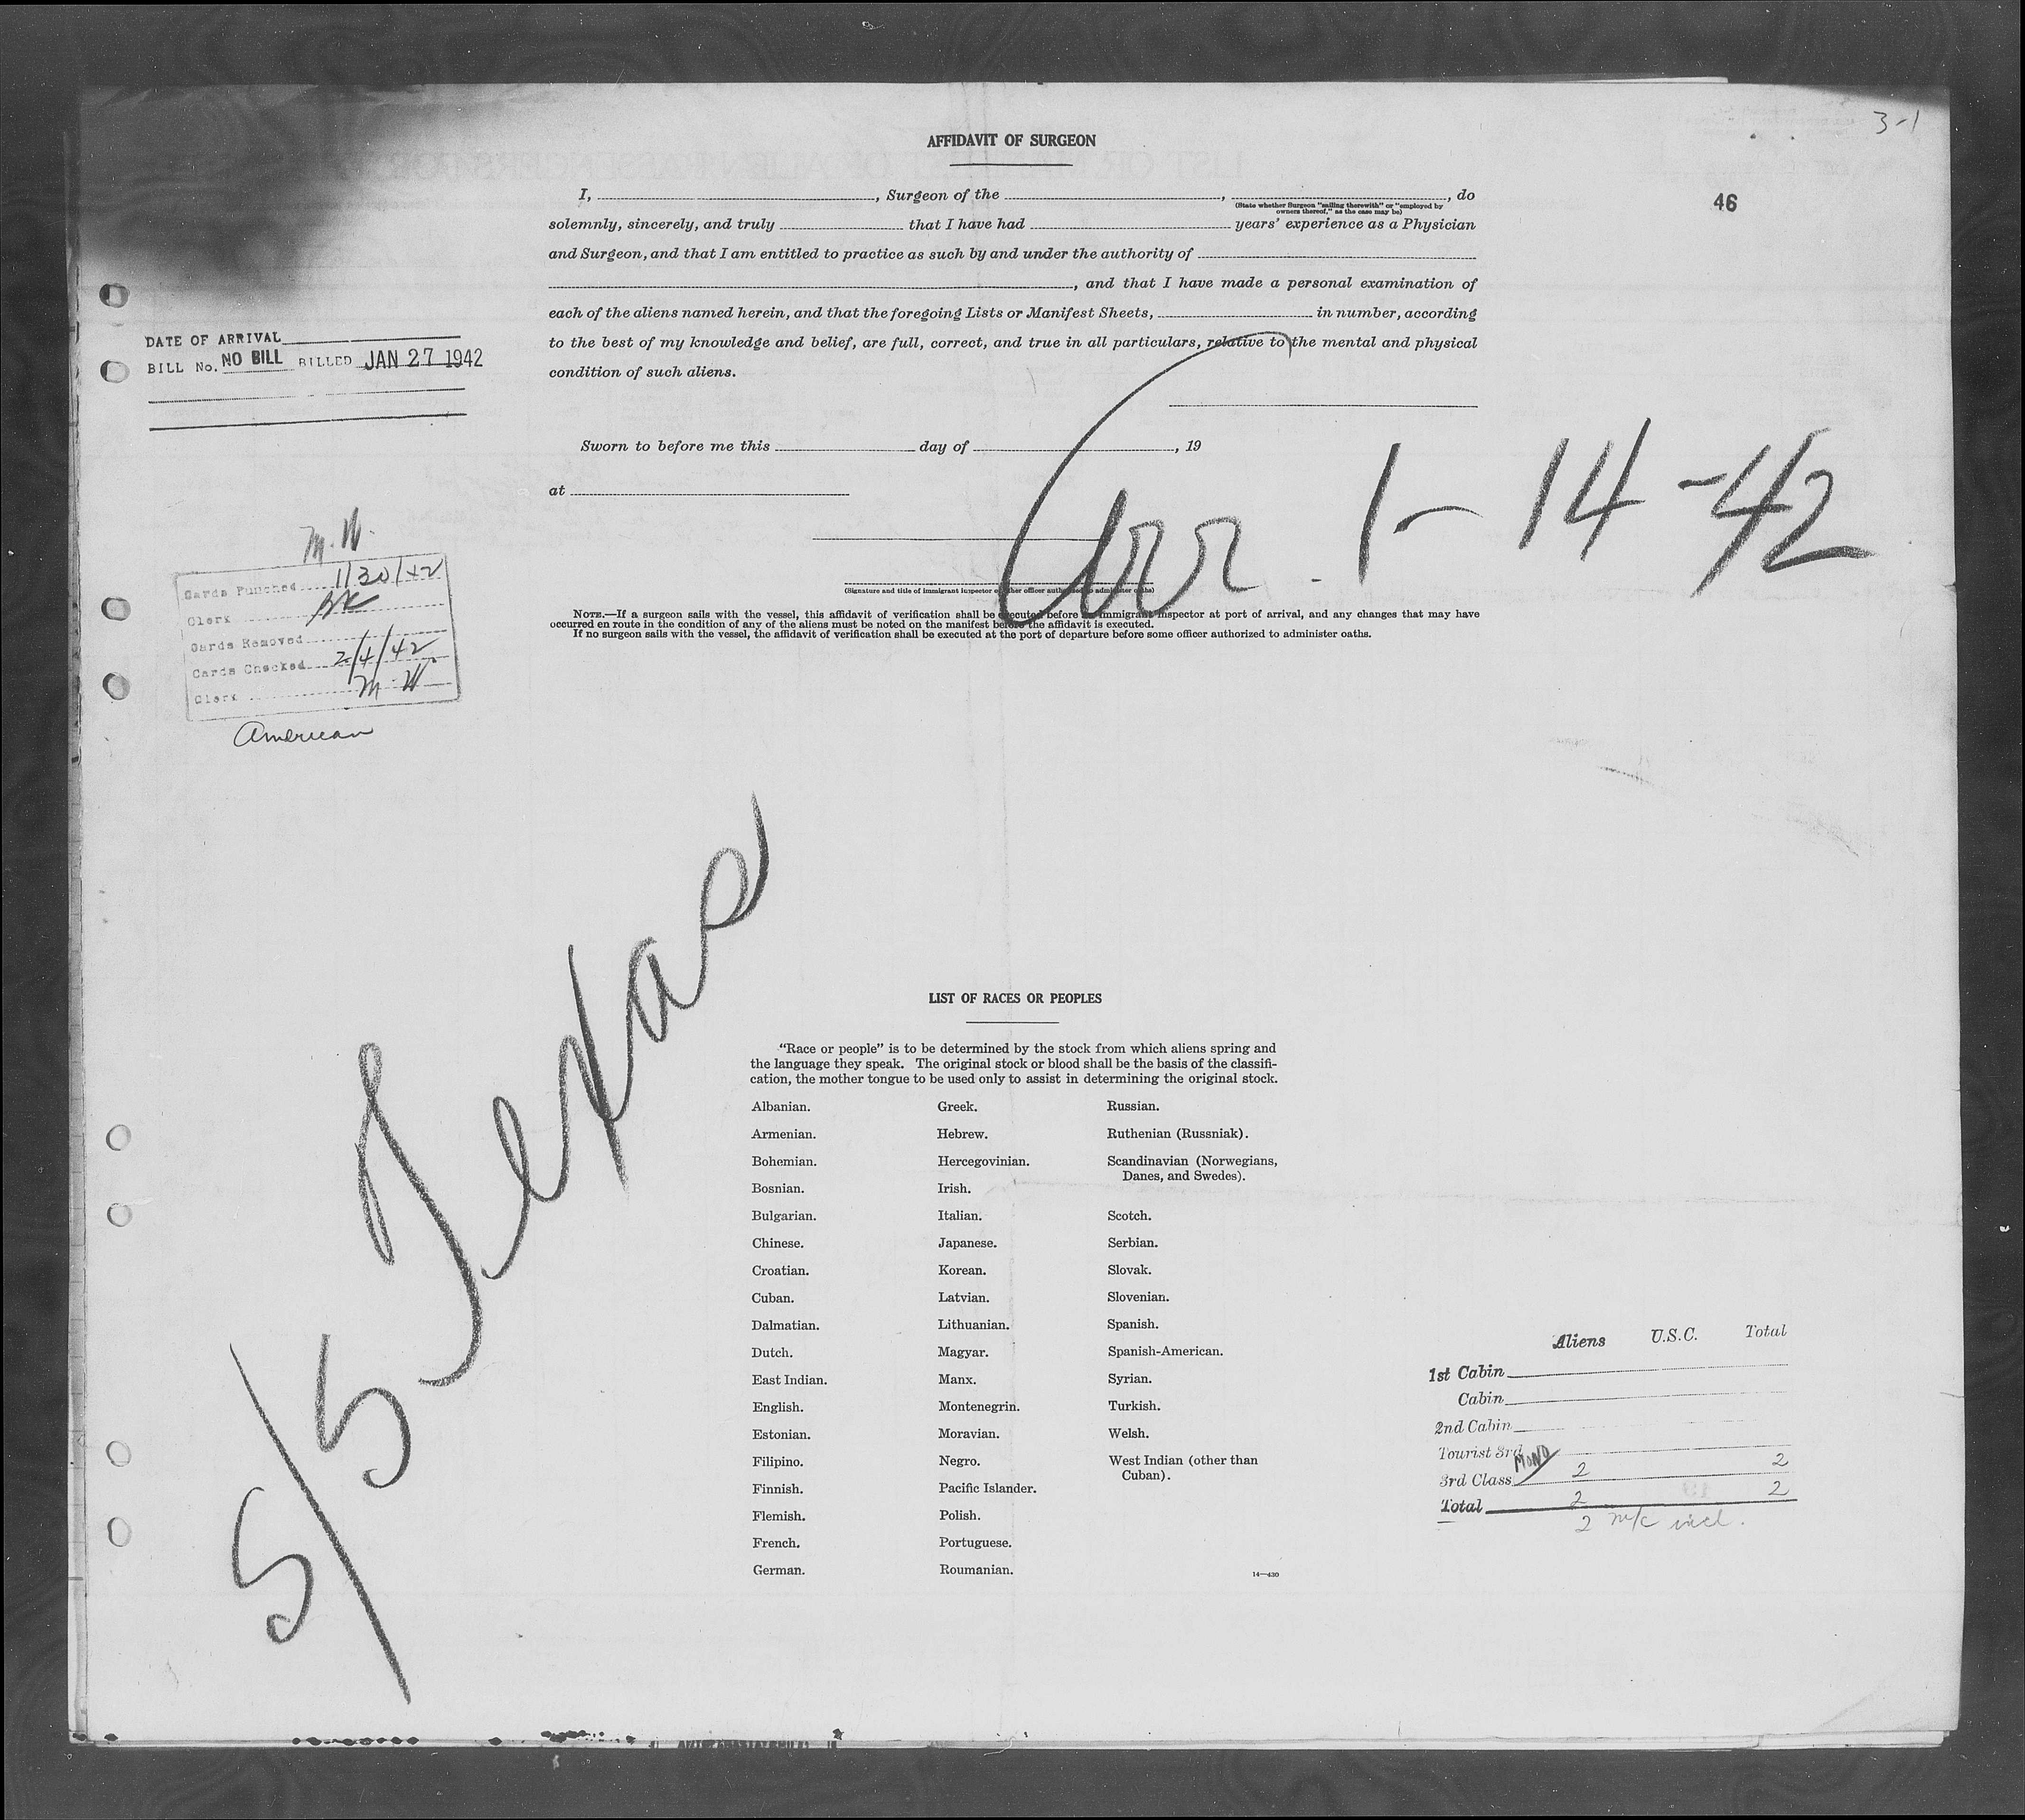 3-1
AFFIDAVIT OF SURGEON
46
I, , Surgeon of the , , do
(State whether Surgeon "sailing therewith" or "employed by
owners thereof," as the case may be)
solemnly, sincerely, and truly that I have had years' experience as a Physician
and Surgeon, and that I am entitled to practice as such by and under the authority of
, and that I have made a personal examination of
each of the aliens named herein, and that the foregoing Lists or Manifest Sheets, in number, according
to the best of my knowledge and belief, are full, correct, and true in all particulars, relative to the mental and physical
condition of such aliens.
DATE OF ARRIVAL
BILL No. NO BILL BILLED JAN 27 1942
Sworn to before me this day of , 19
at
Arr. 1-14-42
(Signature and title of immigrant inspector or other officer authorized to administer oaths)
NOTE.—If a surgeon sails with the vessel, this affidavit of verification shall be executed before an immigrant inspector at port of arrival, and any changes that may have
occurred en route in the condition of any of the aliens must be noted on the manifest before the affidavit is executed.
If no surgeon sails with the vessel, the affidavit of verification shall be executed at the port of departure before some officer authorized to administer oaths.
M.W.
Cards Punched 1/30/42
Clerk
Cards Removed
Cards Checked 2/4/42
Clerk M.W.
American
S/S Texas
LIST OF RACES OR PEOPLES
"Race or people" is to be determined by the stock from which aliens spring and
the language they speak. The original stock or blood shall be the basis of the classifi-
cation, the mother tongue to be used only to assist in determining the original stock.
Albanian. Greek. Russian.
Armenian. Hebrew. Ruthenian (Russniak).
Bohemian. Hercegovinian. Scandinavian (Norwegians,
Danes, and Swedes).
Bosnian. Irish.
Bulgarian. Italian. Scotch.
Chinese. Japanese. Serbian.
Croatian. Korean. Slovak.
Cuban. Latvian. Slovenian.
Dalmatian. Lithuanian. Spanish.
Dutch. Magyar. Spanish-American.
East Indian. Manx. Syrian.
English. Montenegrin. Turkish.
Estonian. Moravian. Welsh.
Filipino. Negro. West Indian (other than
Cuban).
Finnish. Pacific Islander.
Flemish. Polish.
French. Portuguese.
German. Roumanian.
14—430
Aliens U.S.C. Total
1st Cabin
Cabin
2nd Cabin
Tourist 3rd
3rd Class MONO 2 2
Total 2 2
2 m/c incl.